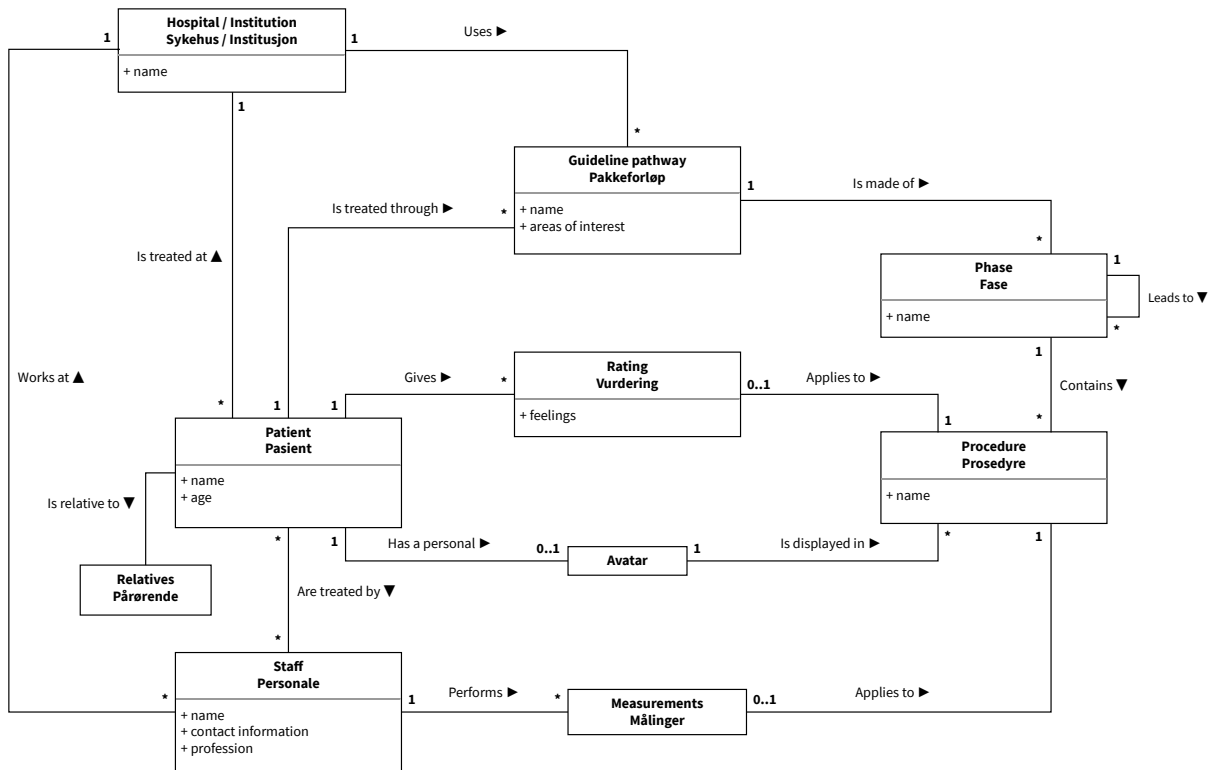 Hospital / Institution
Sykehus / Institusjon
+ name
1
1
Uses ►
1
*
Guideline pathway
Pakkeforløp
+ name
+ areas of interest
1
Is made of ►
*
Is treated through ►
*
Is treated at ▲
Phase
Fase
+ name
1
Leads to ▼
*
1
Contains ▼
*
Works at ▲
*
1
1
Gives ►
*
Rating
Vurdering
+ feelings
0..1
Applies to ►
1
Patient
Pasient
+ name
+ age
Procedure
Prosedyre
+ name
Is relative to ▼
*
1
Has a personal ►
0..1
Avatar
1
Is displayed in ►
*
1
Relatives
Pårørende
Are treated by ▼
*
Staff
Personale
+ name
+ contact information
+ profession
*
1
Performs ►
*
Measurements
Målinger
0..1
Applies to ►